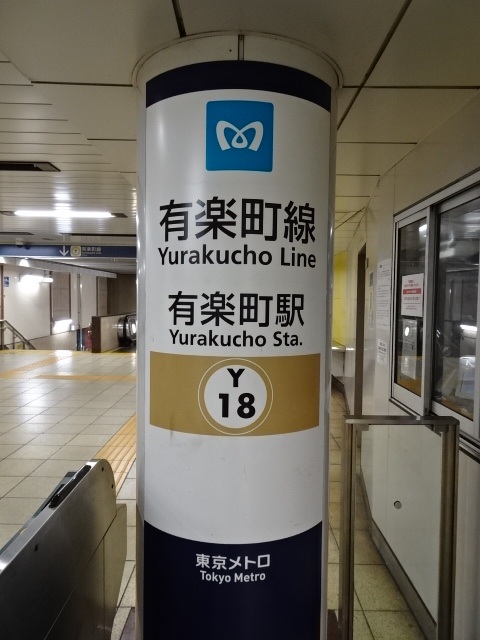 有楽町線
Yurakucho Line
有楽町駅
Yurakucho Sta.
Y
18
東京メトロ
Tokyo Metro